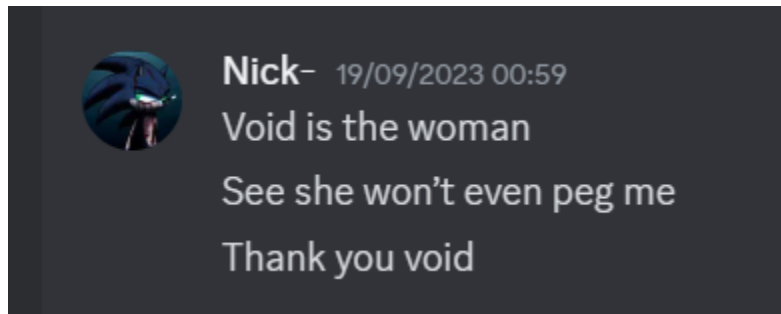 Nick- 19/09/2023 00:59
Void is the woman
See she won’t even peg me
Thank you void